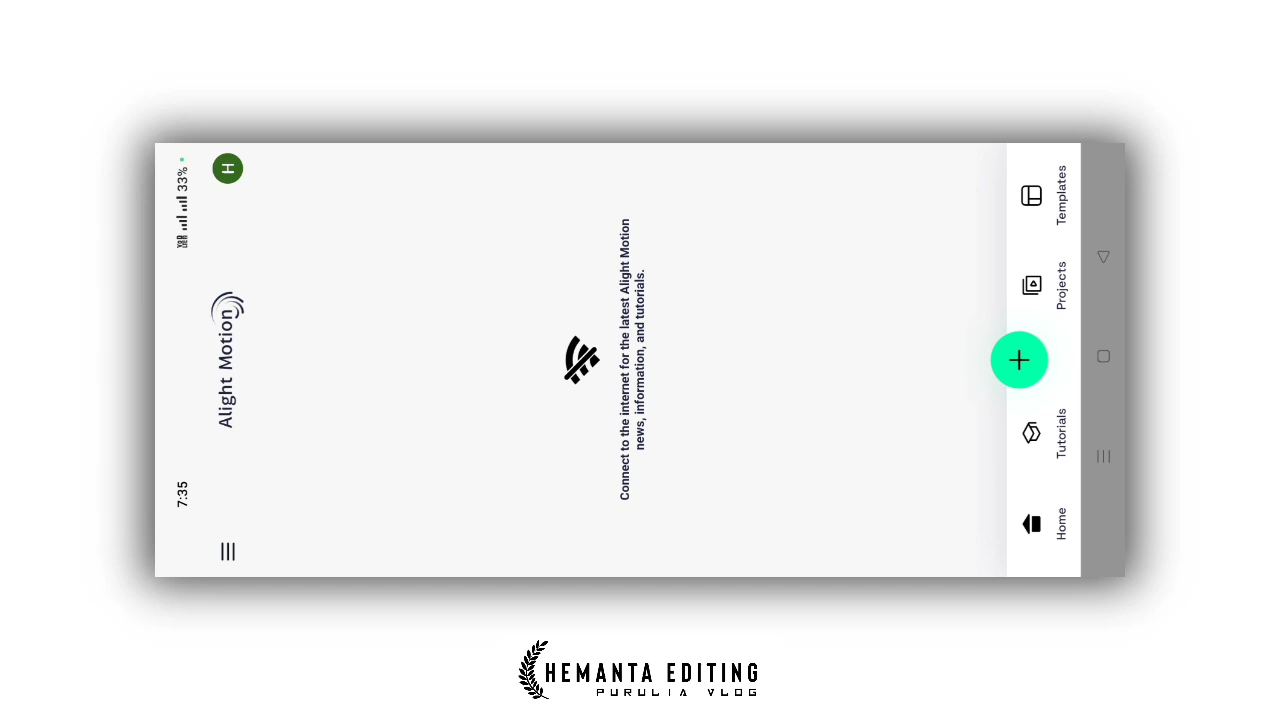 7:35
VoD 33%
Alight Motion
H
Connect to the internet for the latest Alight Motion
news, information, and tutorials.
Home
Tutorials
Projects
Templates
HEMANTA EDITING
PURULIA VLOG